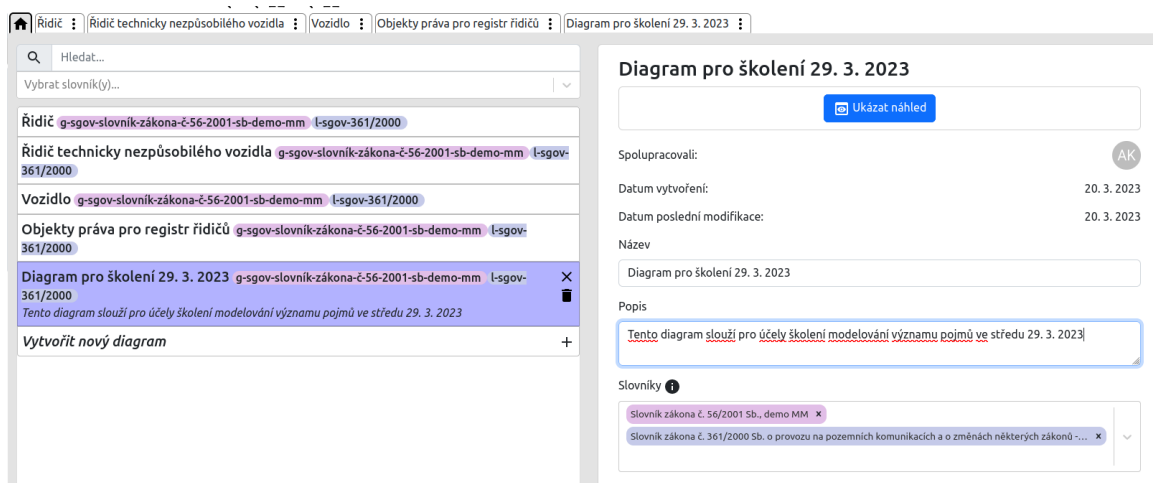 Řidič
Řidič technicky nezpůsobilého vozidla
Vozidlo
Objekty práva pro registr řidičů
Diagram pro školení 29. 3. 2023
Hledat...
Vybrat slovník(y)...
Řidič g-sgov-slovník-zákona-č-56-2001-sb-demo-mm l-sgov-361/2000
Řidič technicky nezpůsobilého vozidla g-sgov-slovník-zákona-č-56-2001-sb-demo-mm l-sgov-
361/2000
Vozidlo g-sgov-slovník-zákona-č-56-2001-sb-demo-mm l-sgov-361/2000
Objekty práva pro registr řidičů g-sgov-slovník-zákona-č-56-2001-sb-demo-mm l-sgov-
361/2000
Diagram pro školení 29. 3. 2023 g-sgov-slovník-zákona-č-56-2001-sb-demo-mm l-sgov-
361/2000
Tento diagram slouží pro účely školení modelování významu pojmů ve středu 29. 3. 2023
Vytvořit nový diagram
Diagram pro školení 29. 3. 2023
Ukázat náhled
Spolupracovali:
AK
Datum vytvoření:
20. 3. 2023
Datum poslední modifikace:
20. 3. 2023
Název
Diagram pro školení 29. 3. 2023
Popis
Tento diagram slouží pro účely školení modelování významu pojmů ve středu 29. 3. 2023
Slovníky
Slovník zákona č. 56/2001 Sb., demo MM
Slovník zákona č. 361/2000 Sb. o provozu na pozemních komunikacích a o změnách některých zákonů -...